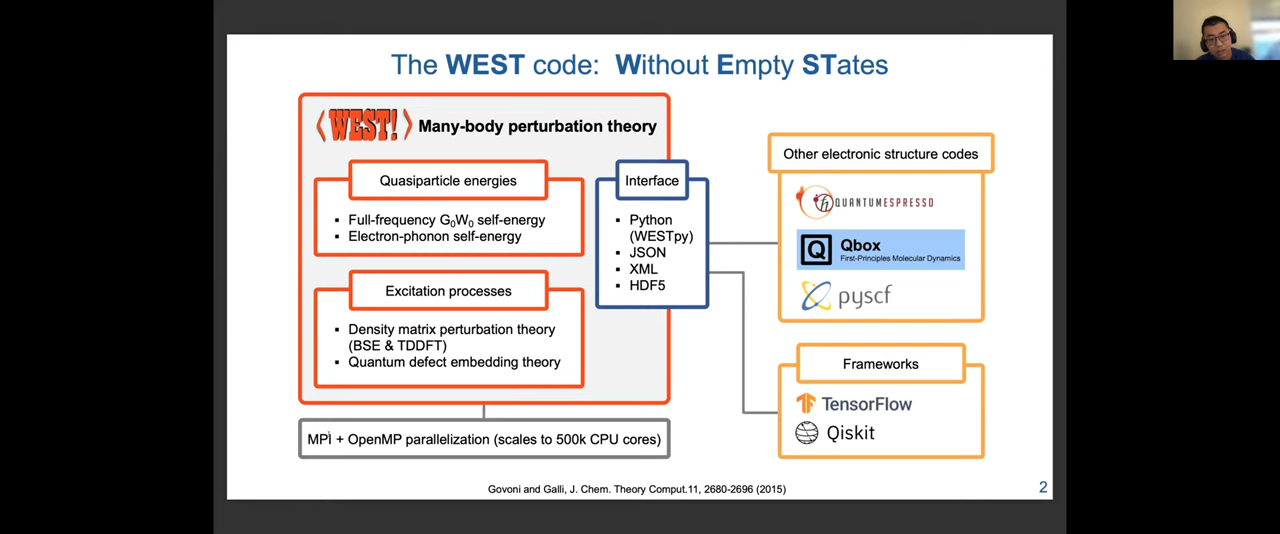 The WEST code: Without Empty STates
<WEST!> Many-body perturbation theory
Quasiparticle energies
▪ Full-frequency G₀W₀ self-energy
▪ Electron-phonon self-energy
Excitation processes
▪ Density matrix perturbation theory
(BSE & TDDFT)
▪ Quantum defect embedding theory
Interface
▪ Python
(WESTpy)
▪ JSON
▪ XML
▪ HDF5
MPI + OpenMP parallelization (scales to 500k CPU cores)
Other electronic structure codes
QUANTUMESPRESSO
Q Qbox
First-Principles Molecular Dynamics
pyscf
Frameworks
TensorFlow
Qiskit
Govoni and Galli, J. Chem. Theory Comput.11, 2680-2696 (2015)
2